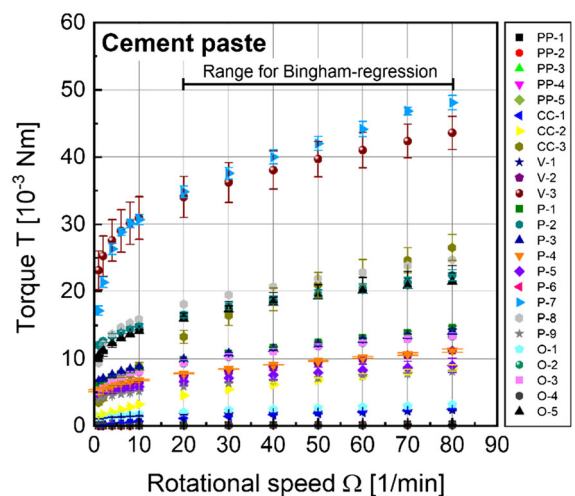 Cement paste
Range for Bingham-regression
Torque T [10⁻³ Nm]
60
50
40
30
20
10
0
0 10 20 30 40 50 60 70 80 90
Rotational speed Ω [1/min]
PP-1
PP-2
PP-3
PP-4
PP-5
CC-1
CC-2
CC-3
V-1
V-2
V-3
P-1
P-2
P-3
P-4
P-5
P-6
P-7
P-8
P-9
O-1
O-2
O-3
O-4
O-5